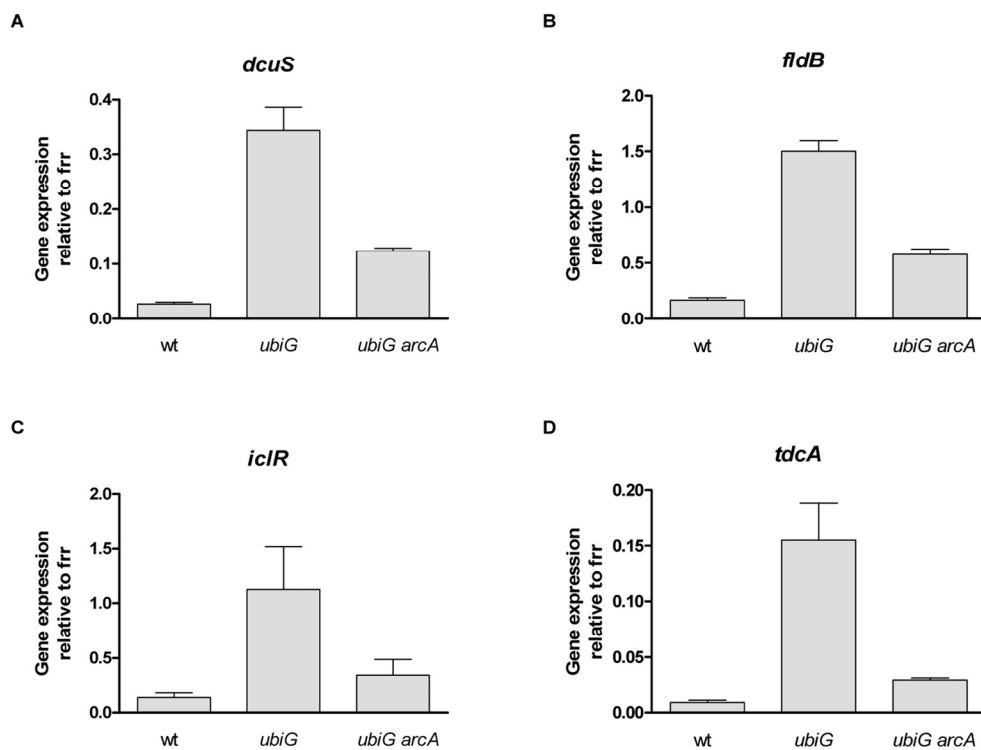 A
dcuS
Gene expression
relative to frr
0.4
0.3
0.2
0.1
0.0
wt ubiG ubiG arcA
B
fldB
Gene expression
relative to frr
2.0
1.5
1.0
0.5
0.0
wt ubiG ubiG arcA
C
iclR
Gene expression
relative to frr
2.0
1.5
1.0
0.5
0.0
wt ubiG ubiG arcA
D
tdcA
Gene expression
relative to frr
0.20
0.15
0.10
0.05
0.00
wt ubiG ubiG arcA